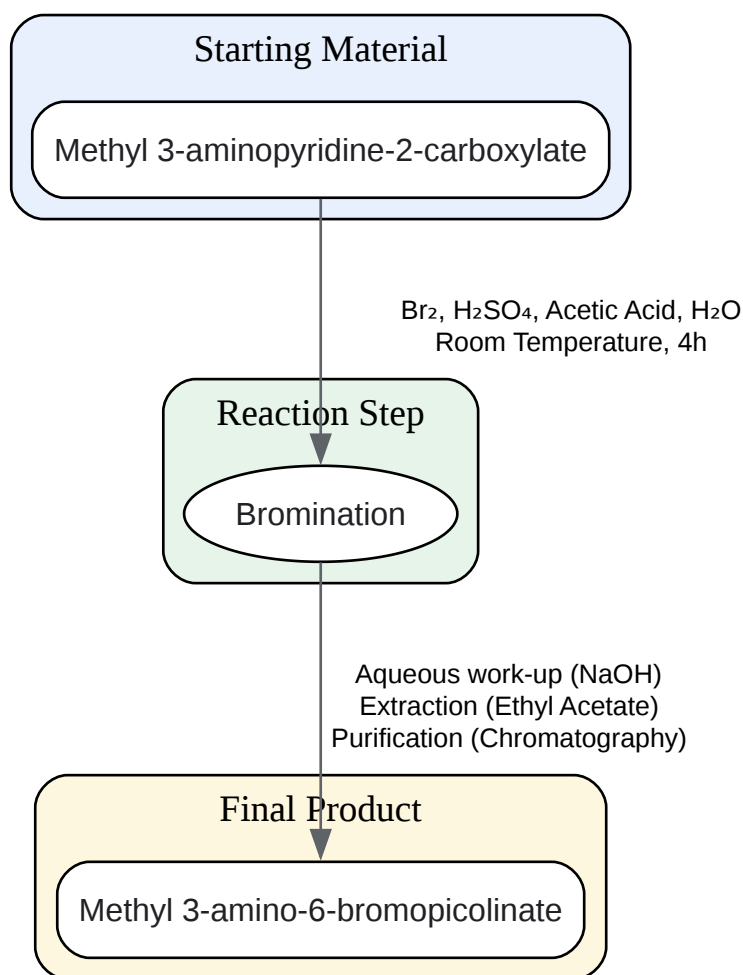 Starting Material
Methyl 3-aminopyridine-2-carboxylate
Br₂, H₂SO₄, Acetic Acid, H₂O
Room Temperature, 4h
Reaction Step
Bromination
Aqueous work-up (NaOH)
Extraction (Ethyl Acetate)
Purification (Chromatography)
Final Product
Methyl 3-amino-6-bromopicolinate